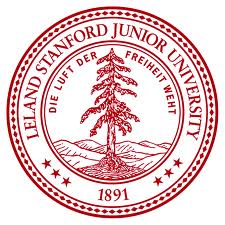 LELAND STANFORD JUNIOR UNIVERSITY
DIE LUFT DER FREIHEIT WEHT
1891